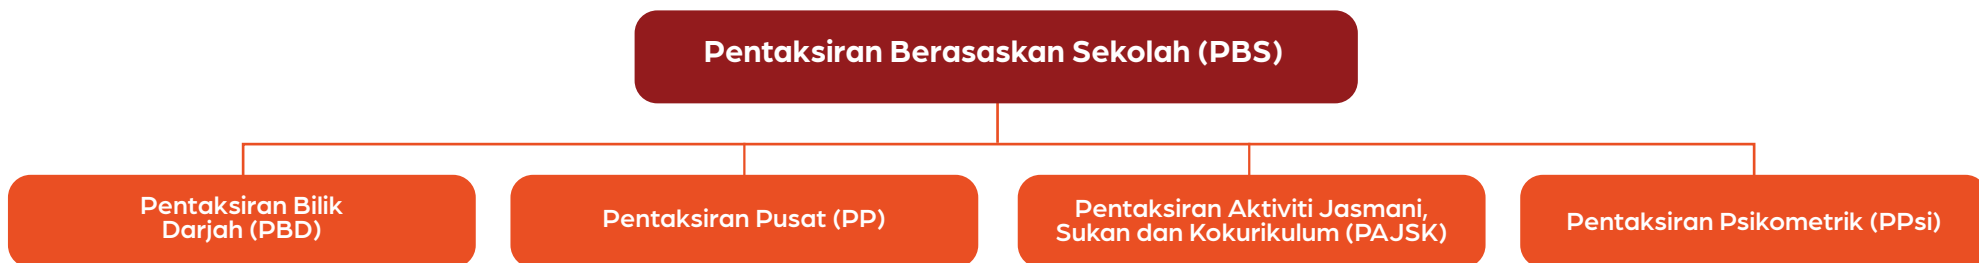 Pentaksiran Berasaskan Sekolah (PBS)
Pentaksiran Bilik
Darjah (PBD)
Pentaksiran Pusat (PP)
Pentaksiran Aktiviti Jasmani,
Sukan dan Kokurikulum (PAJSK)
Pentaksiran Psikometrik (PPsi)